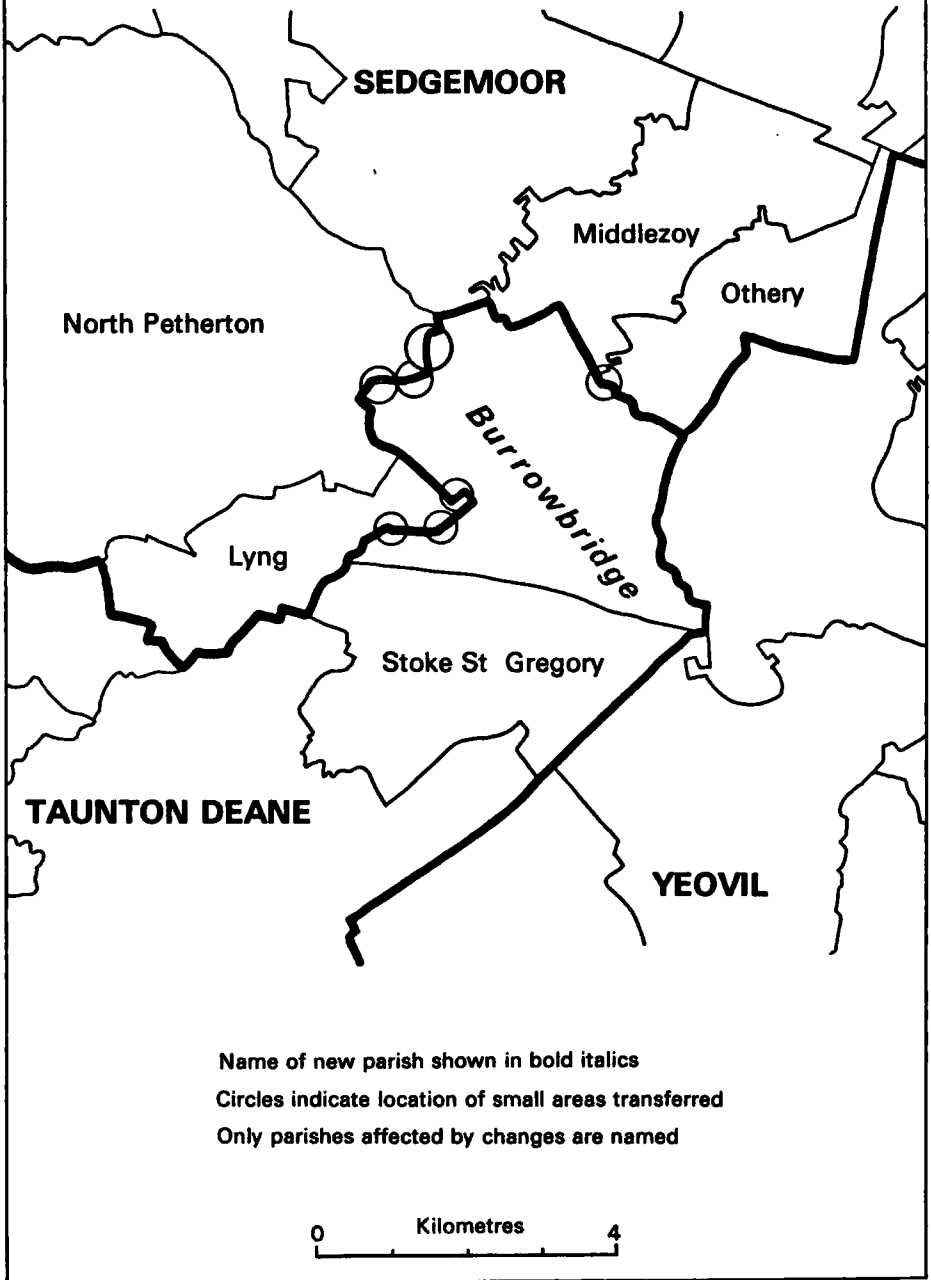 SEDGEMOOR
Middlezoy
Othery
North Petherton
Burrowbridge
Lyng
Stoke St Gregory
TAUNTON DEANE
YEOVIL
Name of new parish shown in bold italics
Circles indicate location of small areas transferred
Only parishes affected by changes are named
0 Kilometres 4